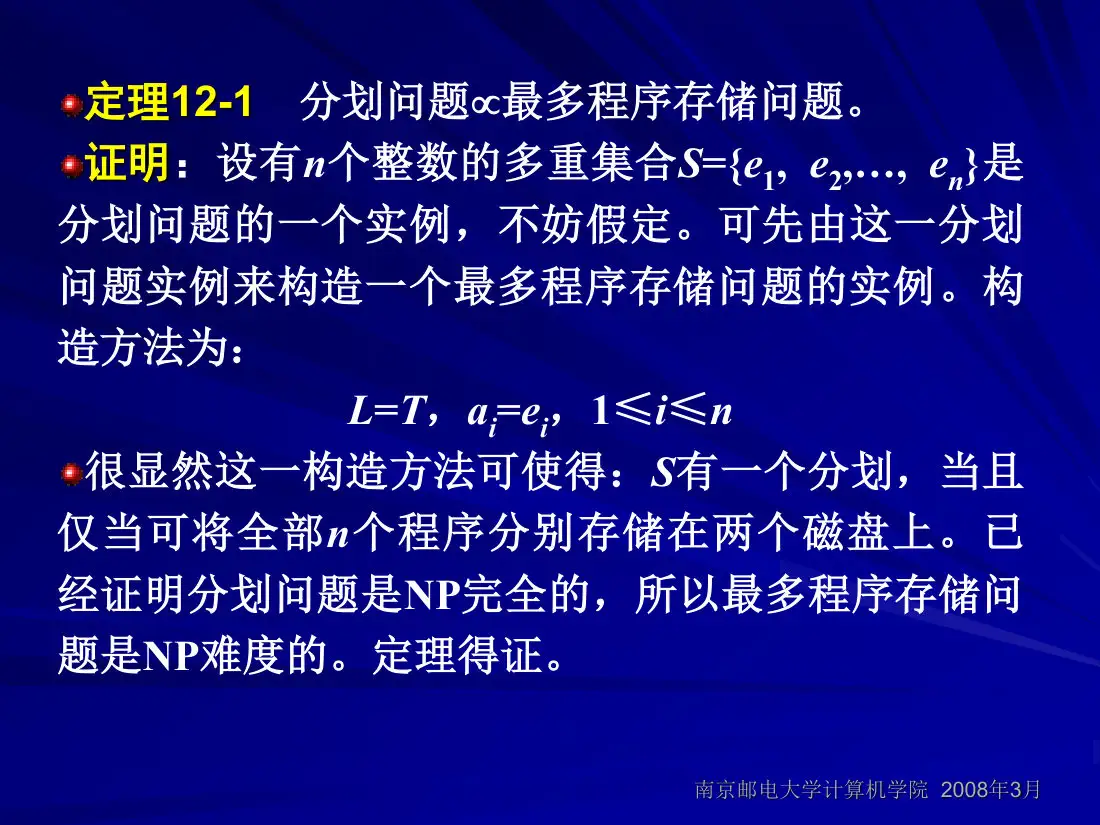 定理12-1 分划问题∝最多程序存储问题。
证明：设有n个整数的多重集合S={e1, e2,…, en}是
分划问题的一个实例，不妨假定。可先由这一分划
问题实例来构造一个最多程序存储问题的实例。构
造方法为：
L=T，ai=ei，1≤i≤n
很显然这一构造方法可使得：S有一个分划，当且
仅当可将全部n个程序分别存储在两个磁盘上。已
经证明分划问题是NP完全的，所以最多程序存储问
题是NP难度的。定理得证。
南京邮电大学计算机学院 2008年3月